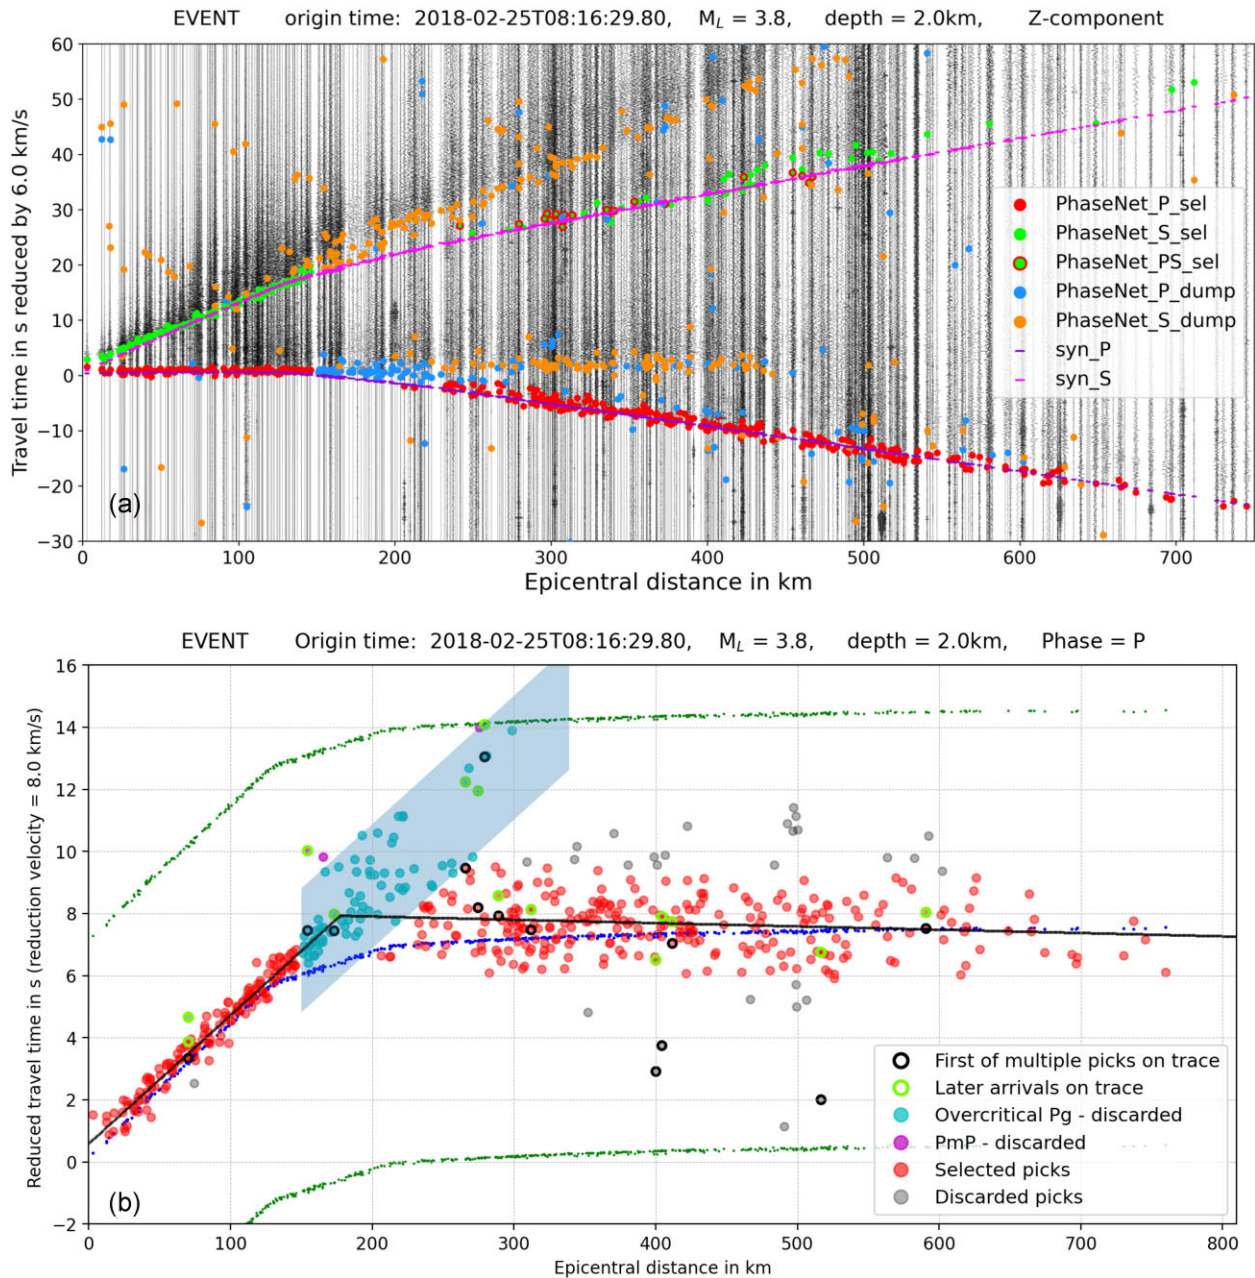 EVENT origin time: 2018-02-25T08:16:29.80, M_L = 3.8, depth = 2.0km, Z-component
Travel time in s reduced by 6.0 km/s
60
50
40
30
20
10
0
−10
−20
−30
PhaseNet_P_sel
PhaseNet_S_sel
PhaseNet_PS_sel
PhaseNet_P_dump
PhaseNet_S_dump
syn_P
syn_S
(a)
0 100 200 300 400 500 600 700
Epicentral distance in km
EVENT Origin time: 2018-02-25T08:16:29.80, M_L = 3.8, depth = 2.0km, Phase = P
Reduced travel time in s (reduction velocity = 8.0 km/s)
16
14
12
10
8
6
4
2
0
−2
First of multiple picks on trace
Later arrivals on trace
Overcritical Pg - discarded
PmP - discarded
Selected picks
Discarded picks
(b)
0 100 200 300 400 500 600 700 800
Epicentral distance in km